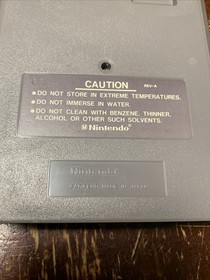 CAUTION REV-A
●DO NOT STORE IN EXTREME TEMPERATURES.
●DO NOT IMMERSE IN WATER.
●DO NOT CLEAN WITH BENZENE, THINNER,
ALCOHOL OR OTHER SUCH SOLVENTS.
Nintendo®
Nintendo